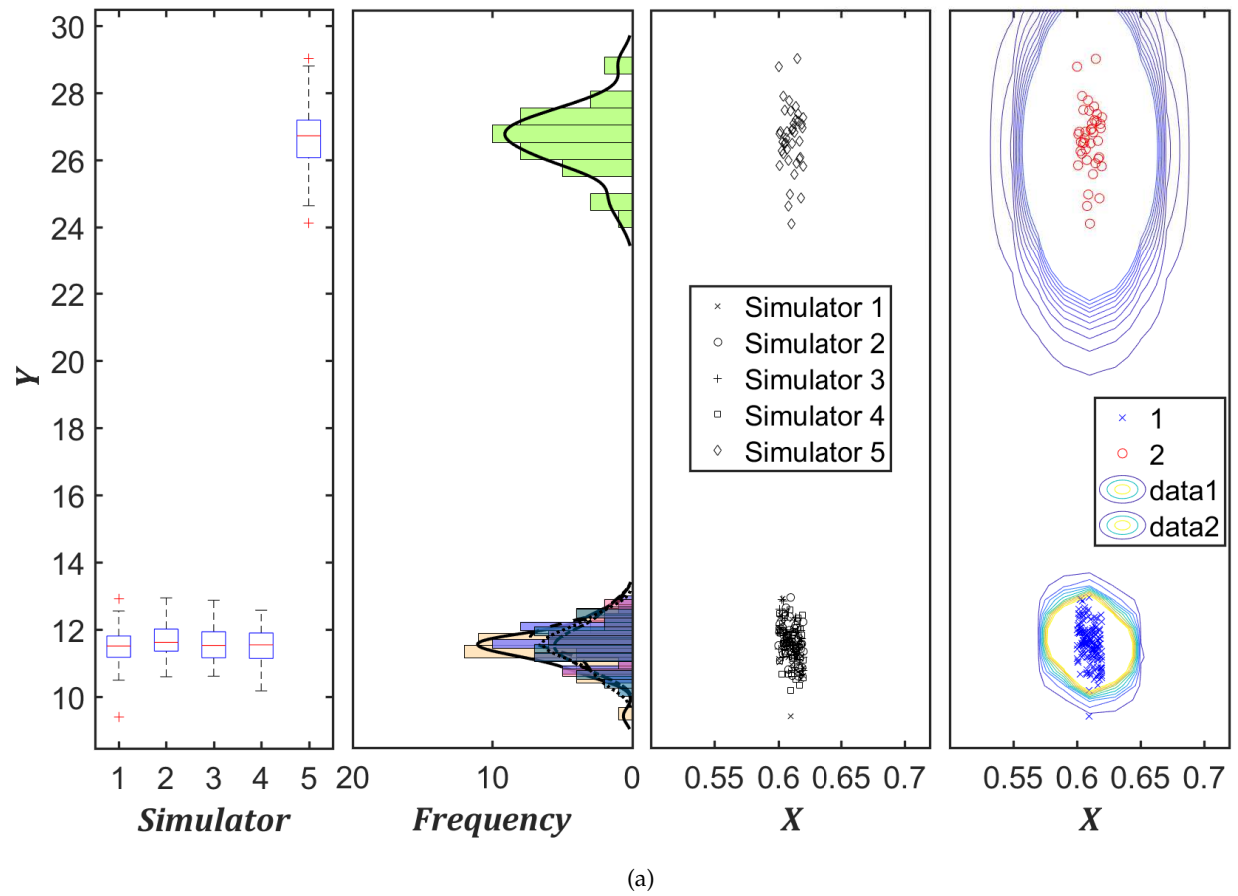 30
28
26
24
22
20
18
16
14
12
10
Y
1 2 3 4 5
Simulator
20 10 0
Frequency
Simulator 1
Simulator 2
Simulator 3
Simulator 4
Simulator 5
0.55 0.6 0.65 0.7
X
1
2
data1
data2
0.55 0.6 0.65 0.7
X
(a)